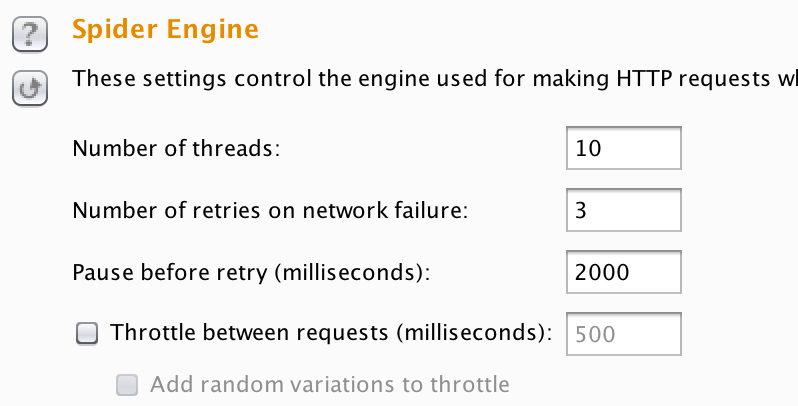 ?
Spider Engine
These settings control the engine used for making HTTP requests
Number of threads: 10
Number of retries on network failure: 3
Pause before retry (milliseconds): 2000
Throttle between requests (milliseconds): 500
Add random variations to throttle